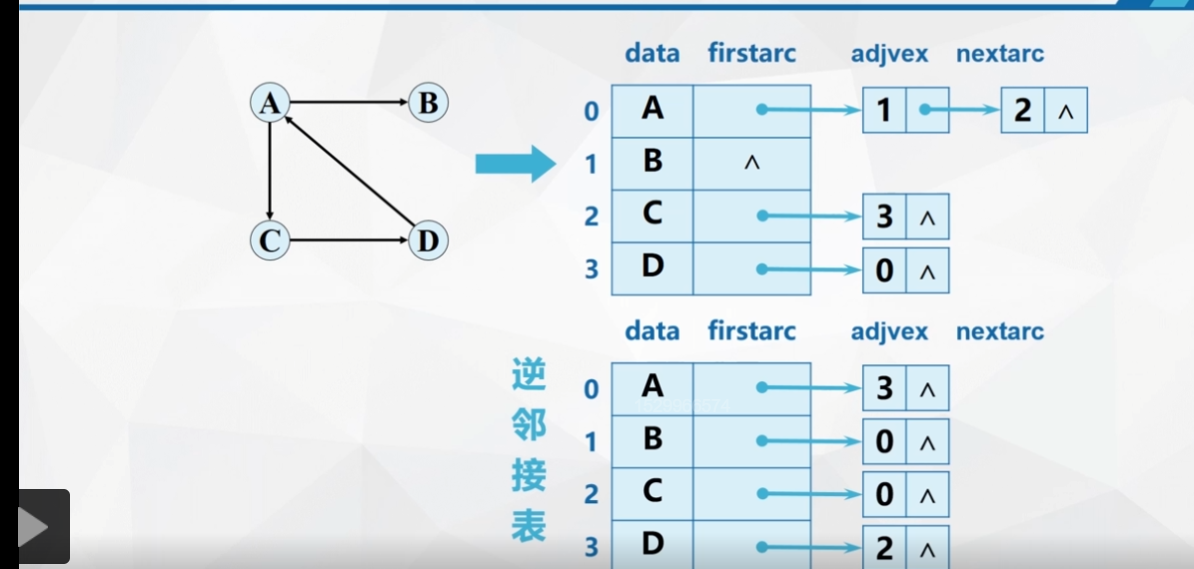 data firstarc adjvex nextarc
A B
0 A 1 2 ∧
1 B ∧
2 C 3 ∧
C D
3 D 0 ∧
data firstarc adjvex nextarc
逆邻接表
0 A 3 ∧
1 B 0 ∧
2 C 0 ∧
3 D 2 ∧